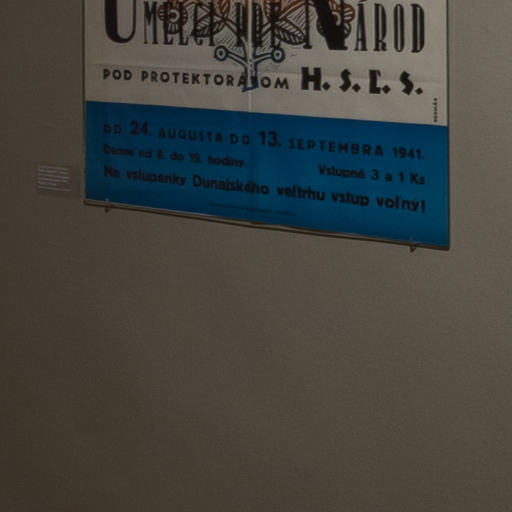 UMELCI PRE NÁROD
POD PROTEKTORÁTOM H. S. Ľ. S.
OD 24. AUGUSTA DO 13. SEPTEMBRA 1941.
Denne od 8. do 19. hodiny. Vstupné 3 a 1 Ks
Na vstupenky Dunajského veľtrhu vstup voľný!